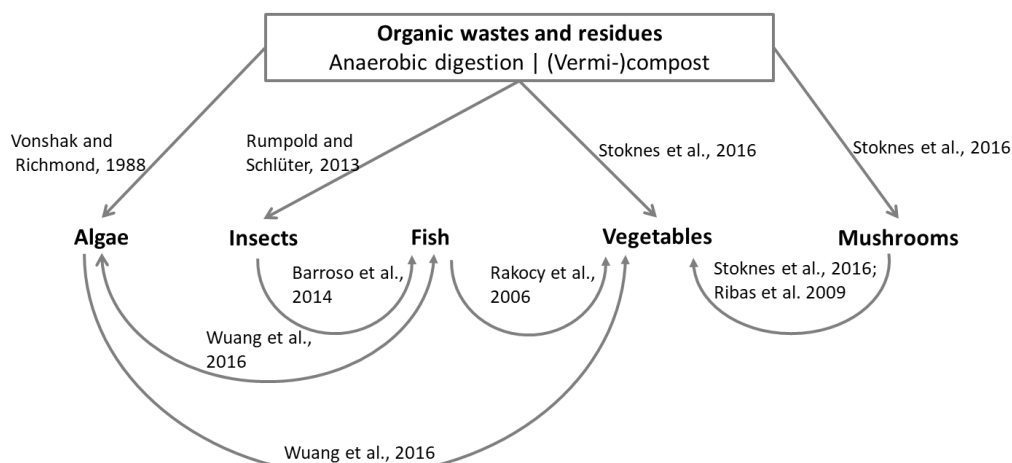 Organic wastes and residues
Anaerobic digestion | (Vermi-)compost
Vonshak and
Richmond, 1988
Rumpold and
Schlüter, 2013
Stoknes et al., 2016
Stoknes et al., 2016
Algae
Insects
Fish
Vegetables
Mushrooms
Barroso et al.,
2014
Rakocy et al.,
2006
Stoknes et al., 2016;
Ribas et al. 2009
Wuang et al.,
2016
Wuang et al., 2016